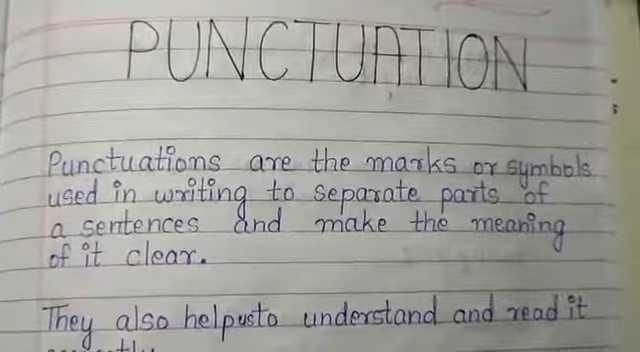 PUNCTUATION
Punctuations are the marks or symbols
used in writing to separate parts of
a sentences and make the meaning
of it clear.
They also helpusto understand and read it